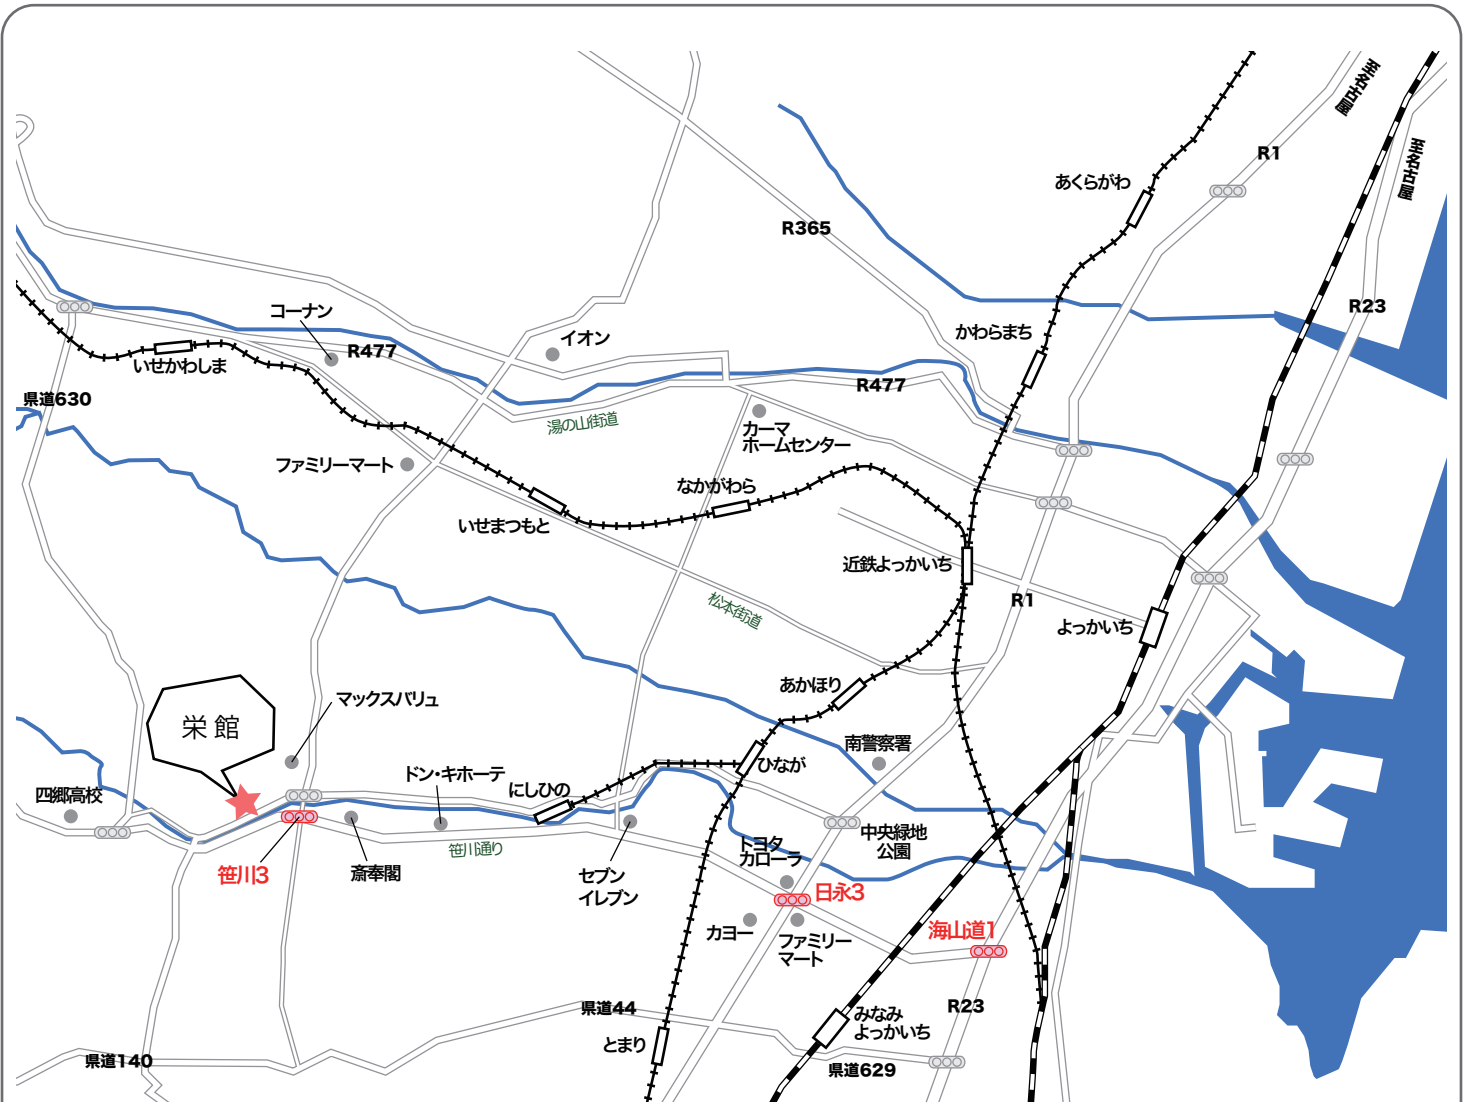 至名古屋
R1
至名古屋
あくらがわ
R365
R23
コーナン
かわらまち
イオン
R477
いせかわしま
R477
県道630
湯の山街道
カーマ
ホームセンター
ファミリーマート
なかがわら
いせまつもと
近鉄よっかいち
R1
松本街道
よっかいち
あかほり
マックスバリュ
栄館
南警察署
ひなが
ドン・キホーテ
にしひの
四郷高校
中央緑地
公園
トヨタ
カローラ
笹川通り
笹川3
斎奉閣
セブン
イレブン
日永3
カヨー
ファミリー
マート
海山道1
県道44
R23
みなみ
よっかいち
とまり
県道140
県道629